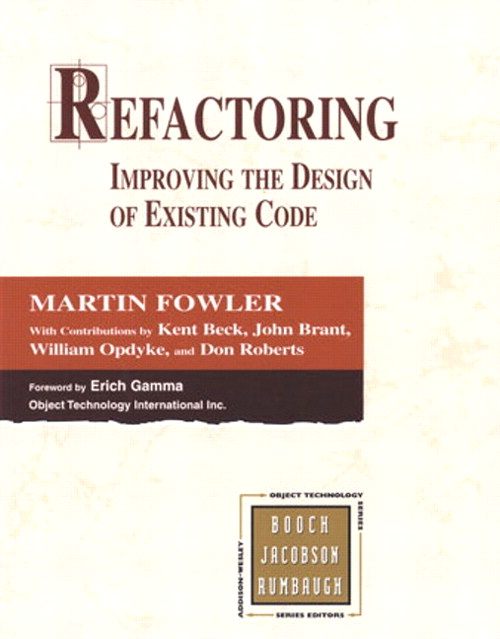 REFACTORING
IMPROVING THE DESIGN
OF EXISTING CODE
MARTIN FOWLER
With Contributions by Kent Beck, John Brant,
William Opdyke, and Don Roberts
Foreword by Erich Gamma
Object Technology International Inc.
OBJECT TECHNOLOGY SERIES
ADDISON-WESLEY
BOOCH
JACOBSON
RUMBAUGH
SERIES EDITORS